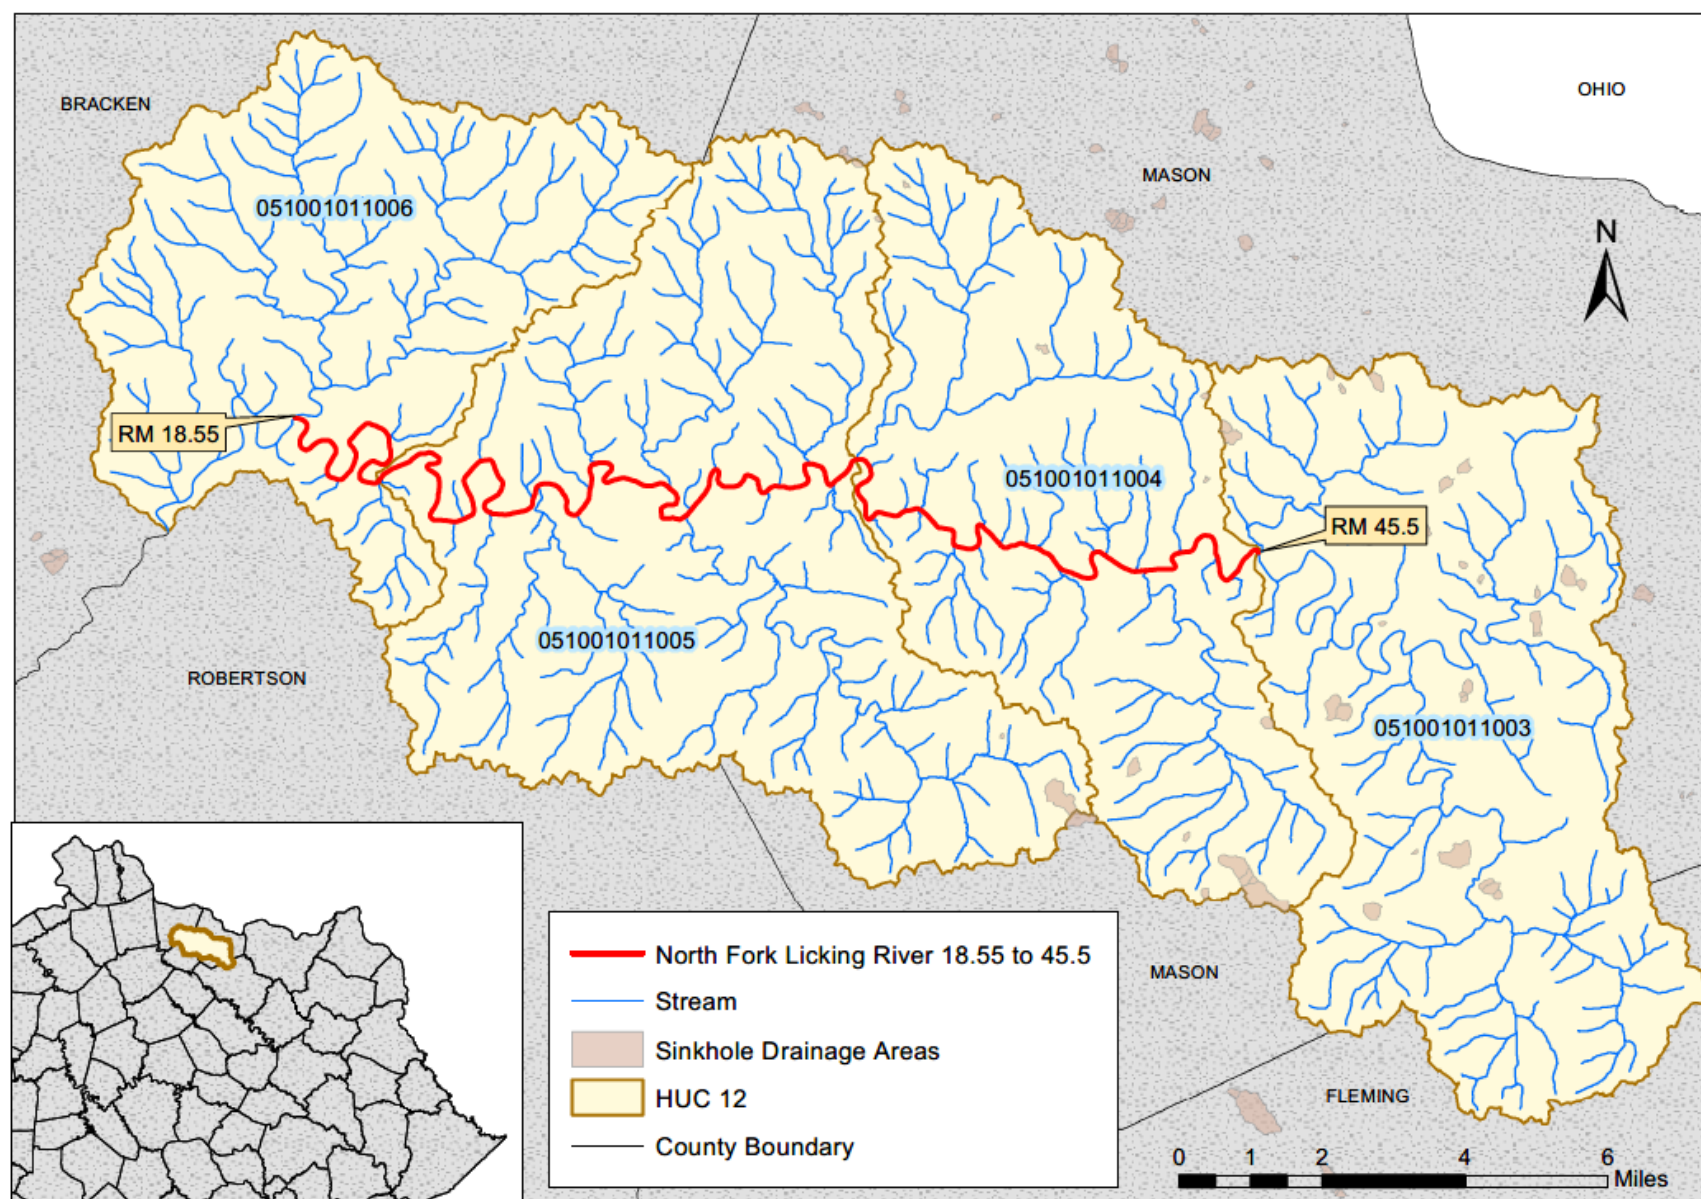 BRACKEN
OHIO
MASON
051001011006
N
RM 18.55
051001011004
RM 45.5
051001011005
ROBERTSON
051001011003
North Fork Licking River 18.55 to 45.5
Stream
Sinkhole Drainage Areas
HUC 12
County Boundary
MASON
FLEMING
0 1 2 4 6
Miles